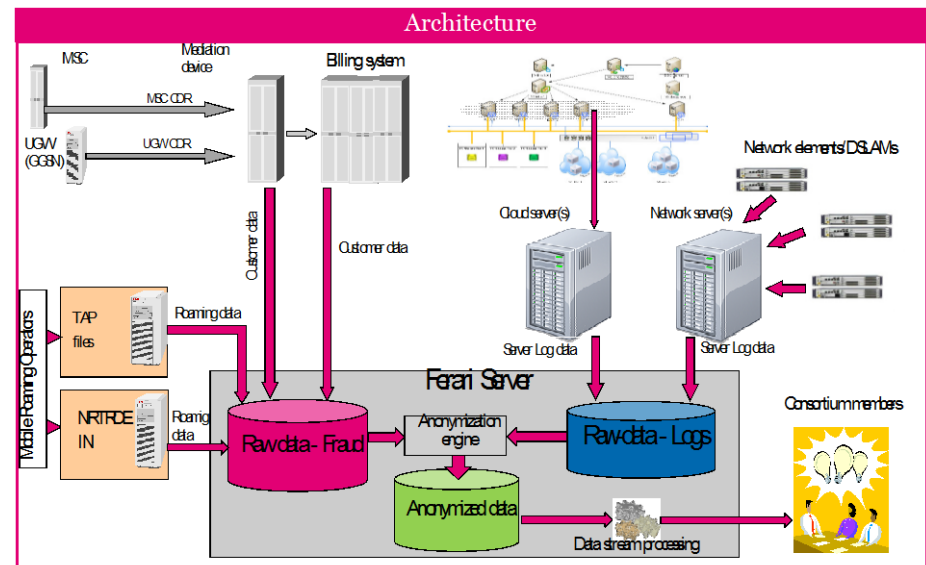 Architecture
MSC
Mediation
device
Billing system
MSC CDR
UGW
(GGSN)
UGW CDR
Network elements/DSLAMs
Cloud server(s)
Network server(s)
Customer data
Customer data
Mobile Roaming Operators
TAP
files
Roaming data
Server Log data
Server Log data
Ferari Server
NRTRDE
IN
Roaming
data
Raw data - Fraud
Anonymization
engine
Raw data - Logs
Consortium members
Anonymized data
Data stream processing